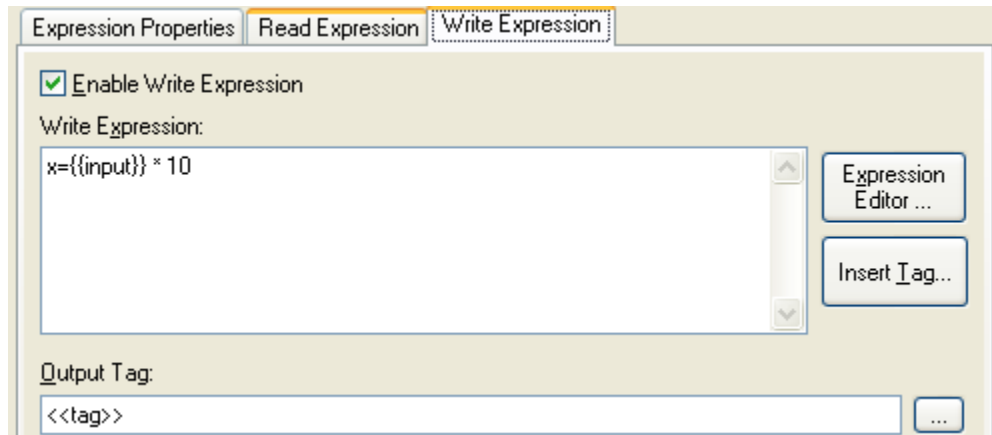 Expression Properties Read Expression Write Expression
Enable Write Expression
Write Expression:
x={{input}} * 10
Expression
Editor ...
Insert Tag...
Output Tag:
<<tag>>
...